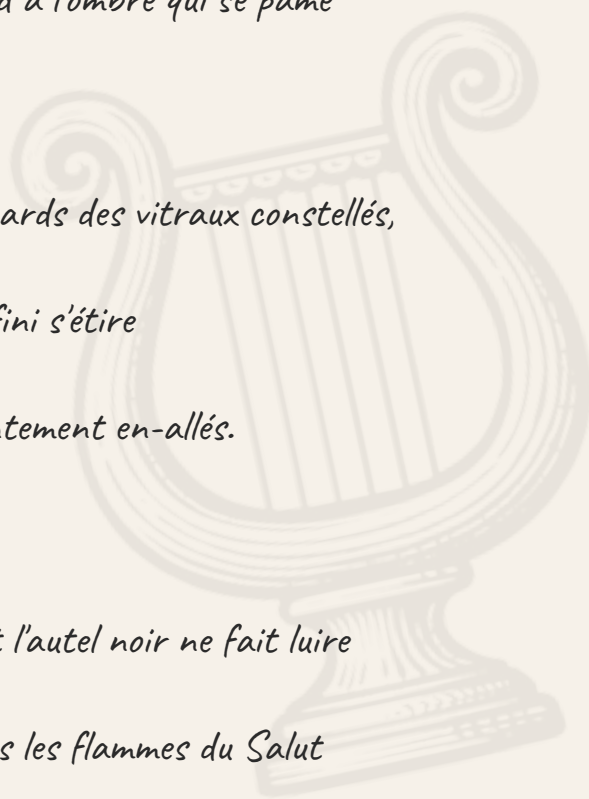 à l'ombre qui se pâme
ards des vitraux constellés,
fini s'étire
tement en-allés.
l'autel noir ne fait luire
s les flammes du Salut